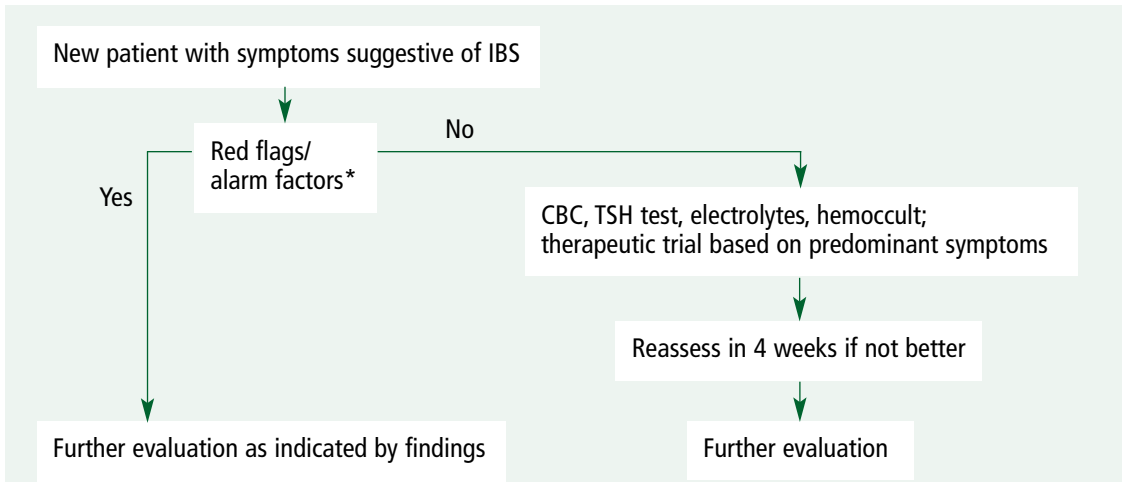 New patient with symptoms suggestive of IBS
No
Red flags/
alarm factors*
Yes
CBC, TSH test, electrolytes, hemoccult;
therapeutic trial based on predominant symptoms
Reassess in 4 weeks if not better
Further evaluation as indicated by findings
Further evaluation